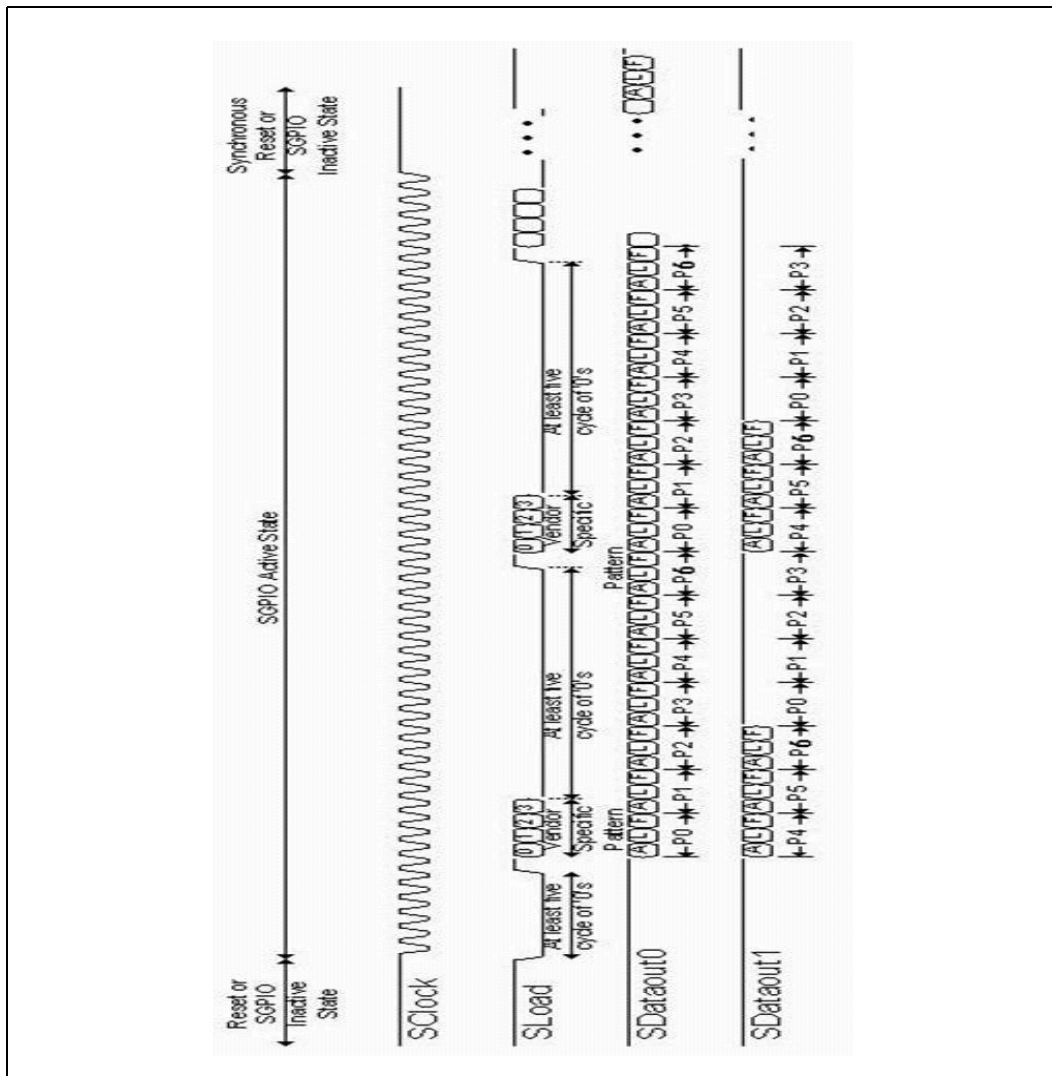 Reset or
SGPIO
Inactive
State
SGPIO Active State
Synchronous
Reset or
SGPIO
Inactive State
SClock
SLoad
At least five
cycle of '0's
0 1 2 3
Vendor
Specific
Pattern
At least five
cycle of '0's
0 1 2 3
Vendor
Specific
Pattern
At least five
cycle of '0's
SDataout0
A L F A L F A L F A L F A L F A L F A L F A L F A L F A L F A L F A L F A L F A L F
A L F
P0 P1 P2 P3 P4 P5 P6 P0 P1 P2 P3 P4 P5 P6
SDataout1
A L F A L F A L F
A L F A L F A L F
P4 P5 P6 P0 P1 P2 P3 P4 P5 P6 P0 P1 P2 P3